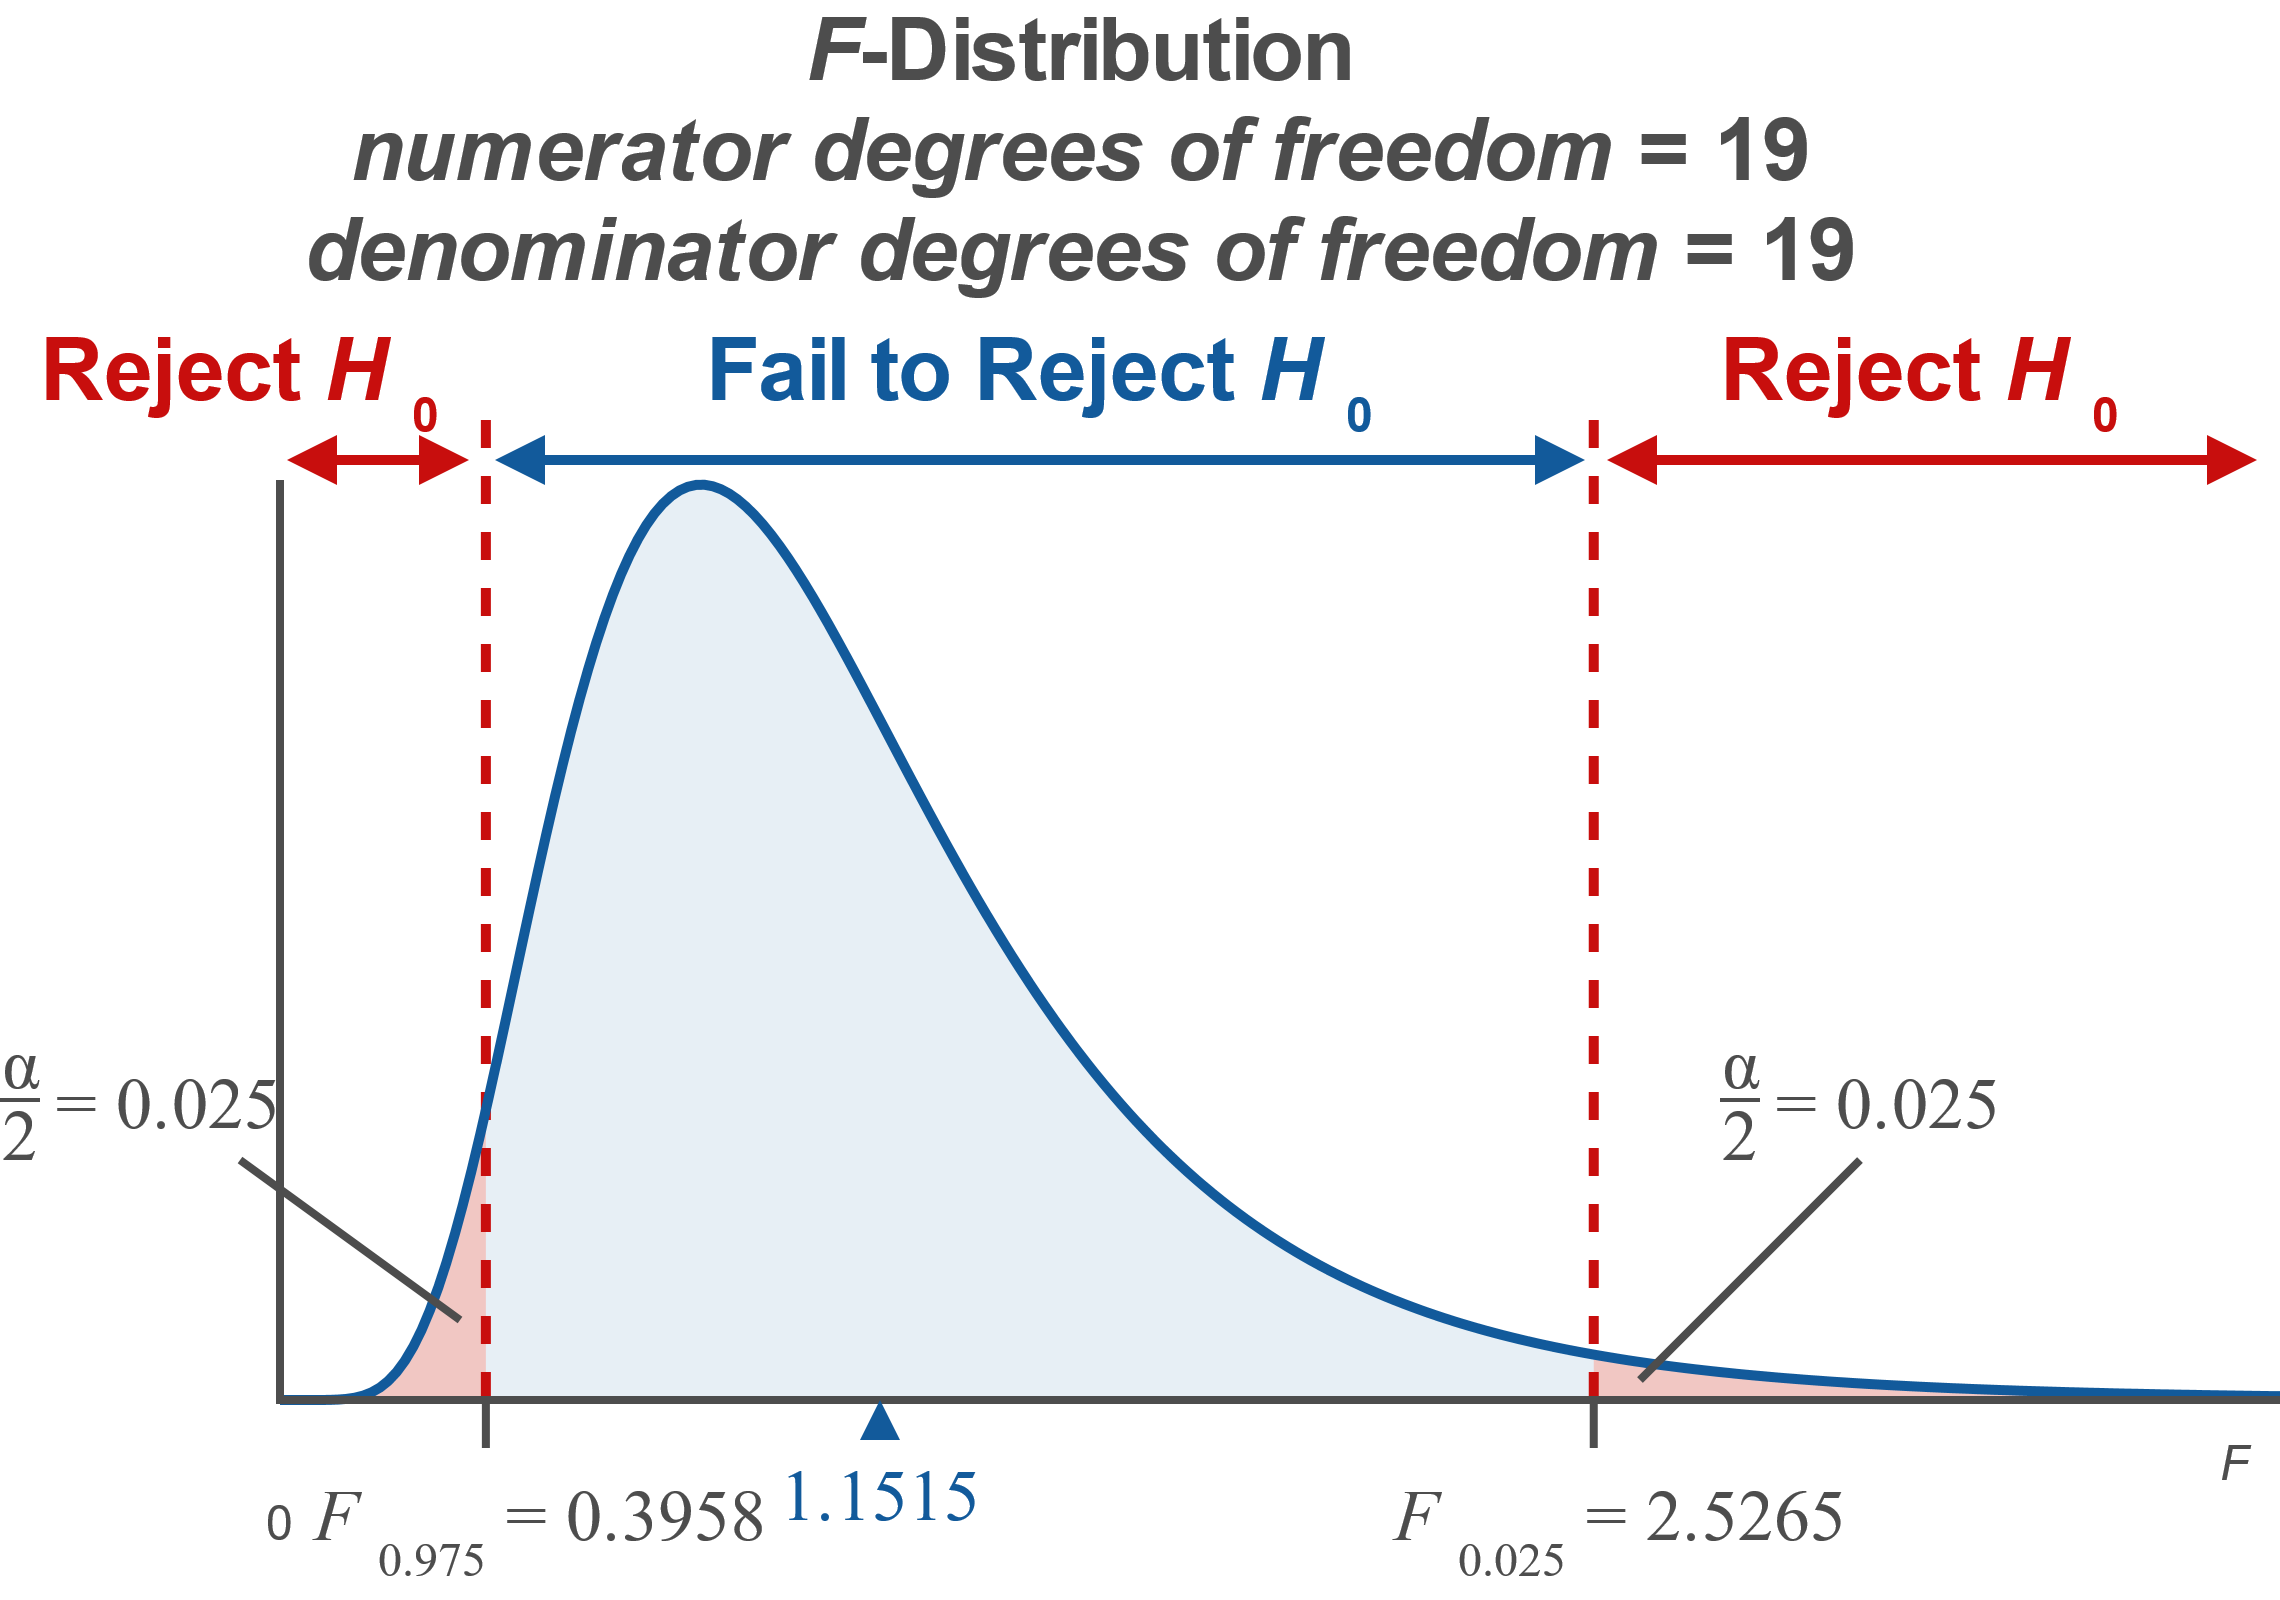 F-Distribution
numerator degrees of freedom = 19
denominator degrees of freedom = 19
Reject H0 Fail to Reject H0 Reject H0
α/2 = 0.025 α/2 = 0.025
F
0 F0.975 = 0.3958 1.1515 F0.025 = 2.5265